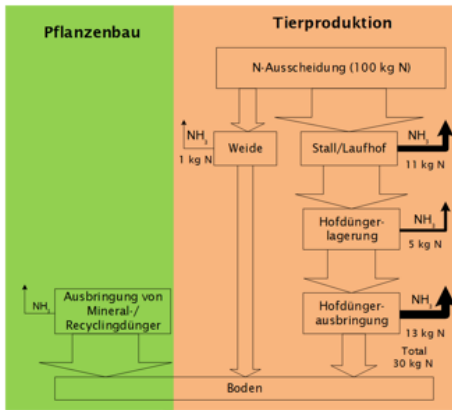 Pflanzenbau
Tierproduktion
N-Ausscheidung (100 kg N)
NH3
1 kg N
Weide
Stall/Laufhof
NH3
11 kg N
Hofdünger-
lagerung
NH3
5 kg N
NH3
Ausbringung von
Mineral-/
Recyclingdünger
Hofdünger-
ausbringung
NH3
13 kg N
Total
30 kg N
Boden